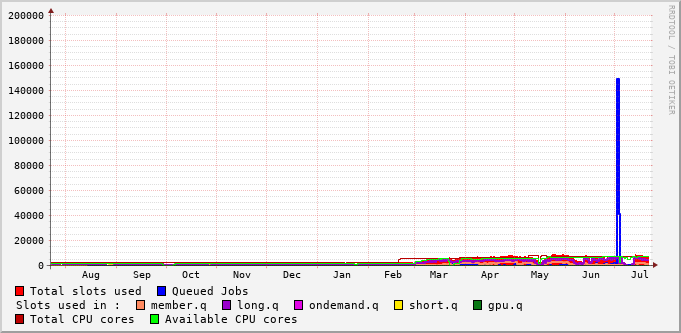 200000
180000
160000
140000
120000
100000
80000
60000
40000
20000
0
Aug Sep Oct Nov Dec Jan Feb Mar Apr May Jun Jul
Total slots used Queued Jobs
Slots used in : member.q long.q ondemand.q short.q gpu.q
Total CPU cores Available CPU cores
RRDTOOL / TOBI OETIKER